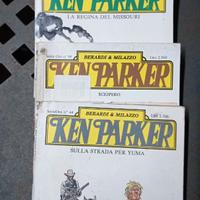 KEN PARKER
LA REGINA DEL MISSOURI
BERARDI & MILAZZO
KEN PARKER
SCIOPERO
BERARDI & MILAZZO
KEN PARKER
SULLA STRADA PER YUMA